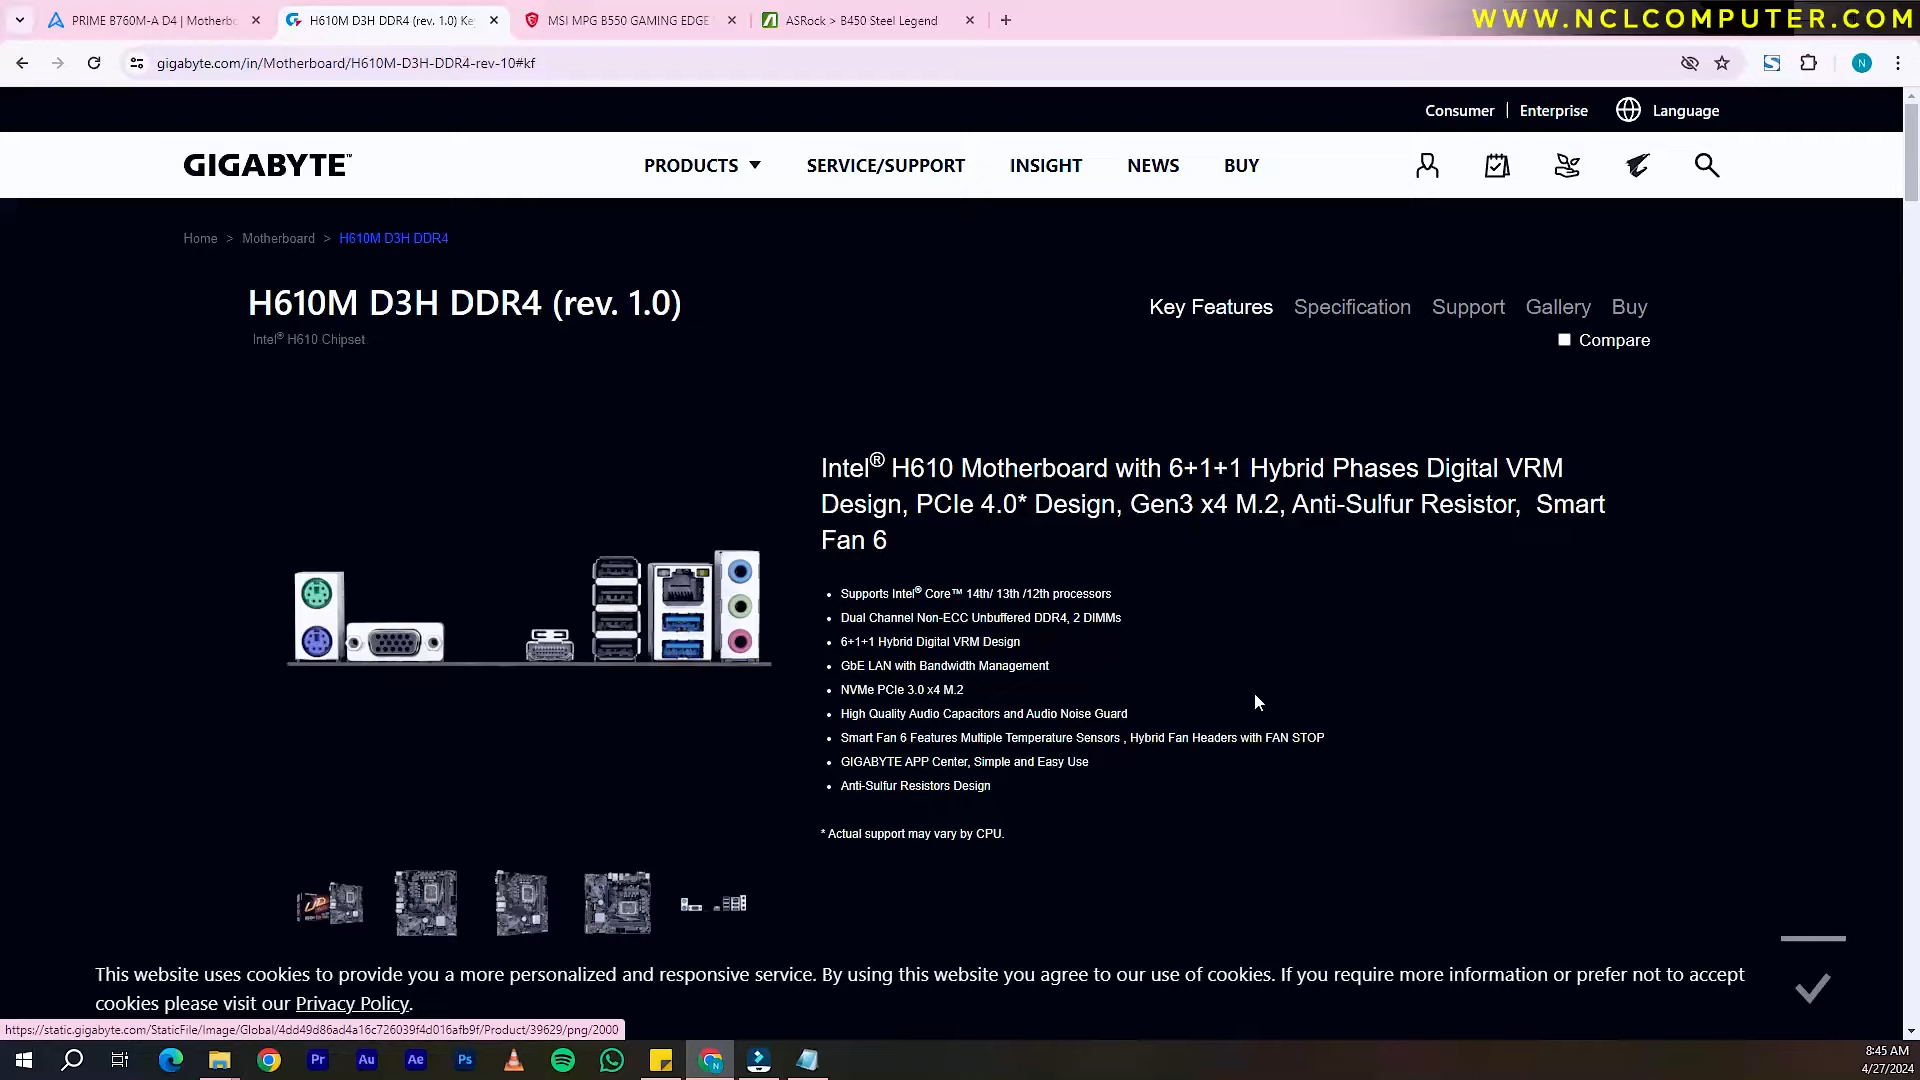 PRIME B760M-A D4 | Motherbo
H610M D3H DDR4 (rev. 1.0) Ke
MSI MPG B550 GAMING EDGE
ASRock > B450 Steel Legend
WWW.NCLCOMPUTER.COM
gigabyte.com/in/Motherboard/H610M-D3H-DDR4-rev-10#kf
N
Consumer | Enterprise Language
GIGABYTE™
PRODUCTS SERVICE/SUPPORT INSIGHT NEWS BUY
Home > Motherboard > H610M D3H DDR4
H610M D3H DDR4 (rev. 1.0)
Intel® H610 Chipset
Key Features Specification Support Gallery Buy
Compare
Intel® H610 Motherboard with 6+1+1 Hybrid Phases Digital VRM
Design, PCIe 4.0* Design, Gen3 x4 M.2, Anti-Sulfur Resistor, Smart
Fan 6
• Supports Intel® Core™ 14th/ 13th /12th processors
• Dual Channel Non-ECC Unbuffered DDR4, 2 DIMMs
• 6+1+1 Hybrid Digital VRM Design
• GbE LAN with Bandwidth Management
• NVMe PCIe 3.0 x4 M.2
• High Quality Audio Capacitors and Audio Noise Guard
• Smart Fan 6 Features Multiple Temperature Sensors , Hybrid Fan Headers with FAN STOP
• GIGABYTE APP Center, Simple and Easy Use
• Anti-Sulfur Resistors Design
* Actual support may vary by CPU.
This website uses cookies to provide you a more personalized and responsive service. By using this website you agree to our use of cookies. If you require more information or prefer not to accept
cookies please visit our Privacy Policy.
https://static.gigabyte.com/StaticFile/Image/Global/4dd49d86ad4a16c726039f4d016afb9f/Product/39629/png/2000
Pr Au Ae Ps
8:45 AM
4/27/2024